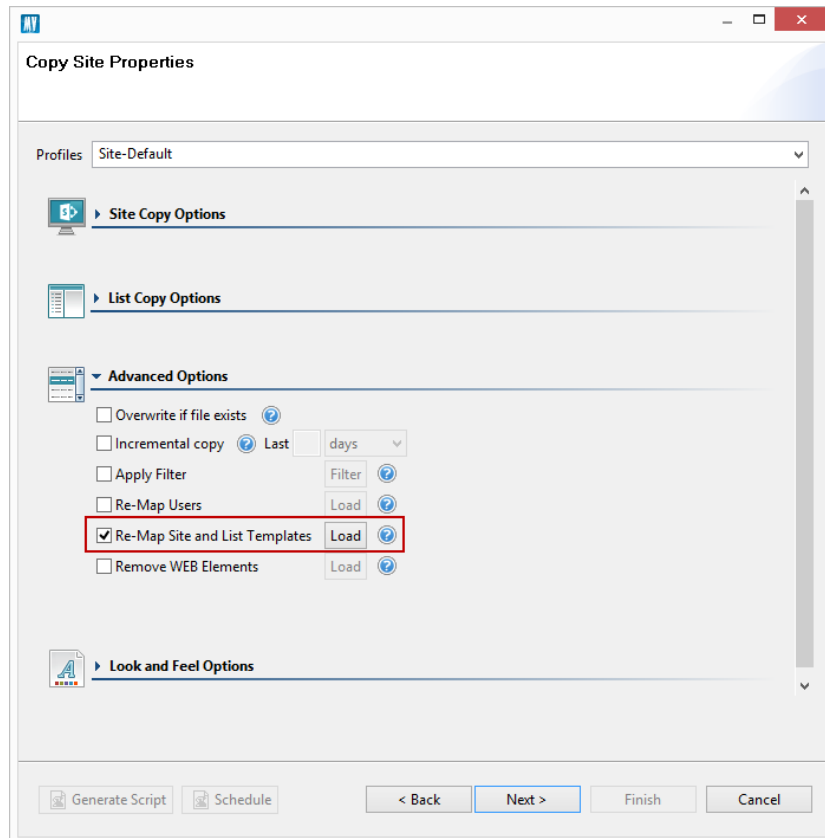 MV
Copy Site Properties
Profiles Site-Default
Site Copy Options
List Copy Options
Advanced Options
Overwrite if file exists ?
Incremental copy ? Last days
Apply Filter Filter ?
Re-Map Users Load ?
Re-Map Site and List Templates Load ?
Remove WEB Elements Load ?
Look and Feel Options
Generate Script Schedule < Back Next > Finish Cancel